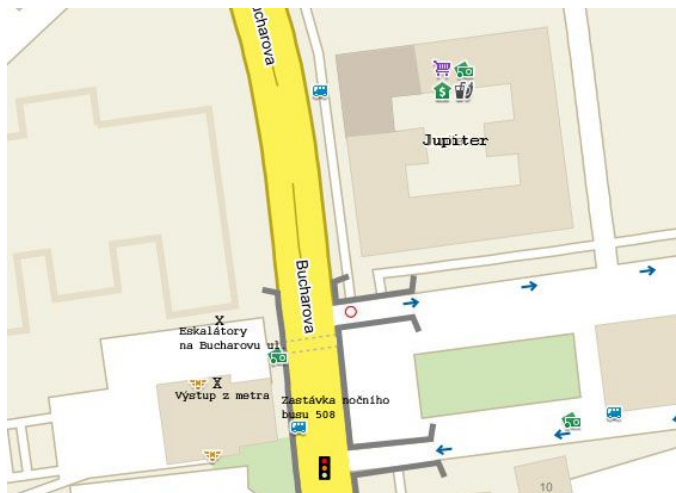 Bucharova
Jupiter
Bucharova
X
Eskalátory
na Bucharovu ul.
X
Výstup z metra
Zastávka nočního
busu 508
10